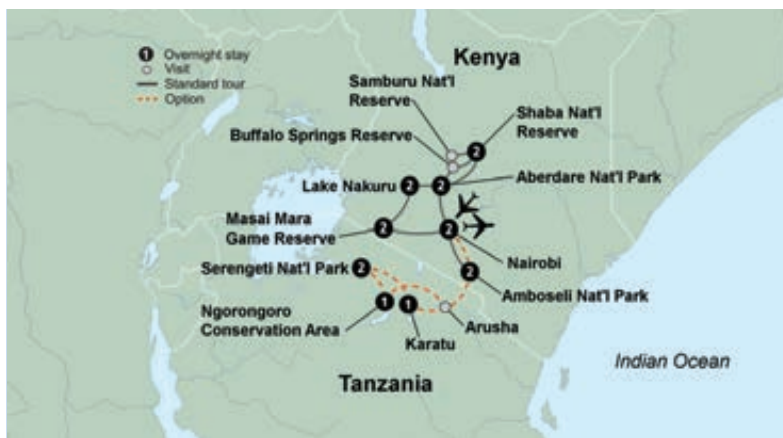 Kenya
1 Overnight stay
Visit
Standard tour
Option
Samburu Nat'l
Reserve
Shaba Nat'l
Reserve
Buffalo Springs Reserve
2
Lake Nakuru
2
2
Aberdare Nat'l Park
Masai Mara
Game Reserve
2
2
Nairobi
Serengeti Nat'l Park
2
2
Amboseli Nat'l Park
Ngorongoro
Conservation Area
1
1
Karatu
Arusha
Indian Ocean
Tanzania